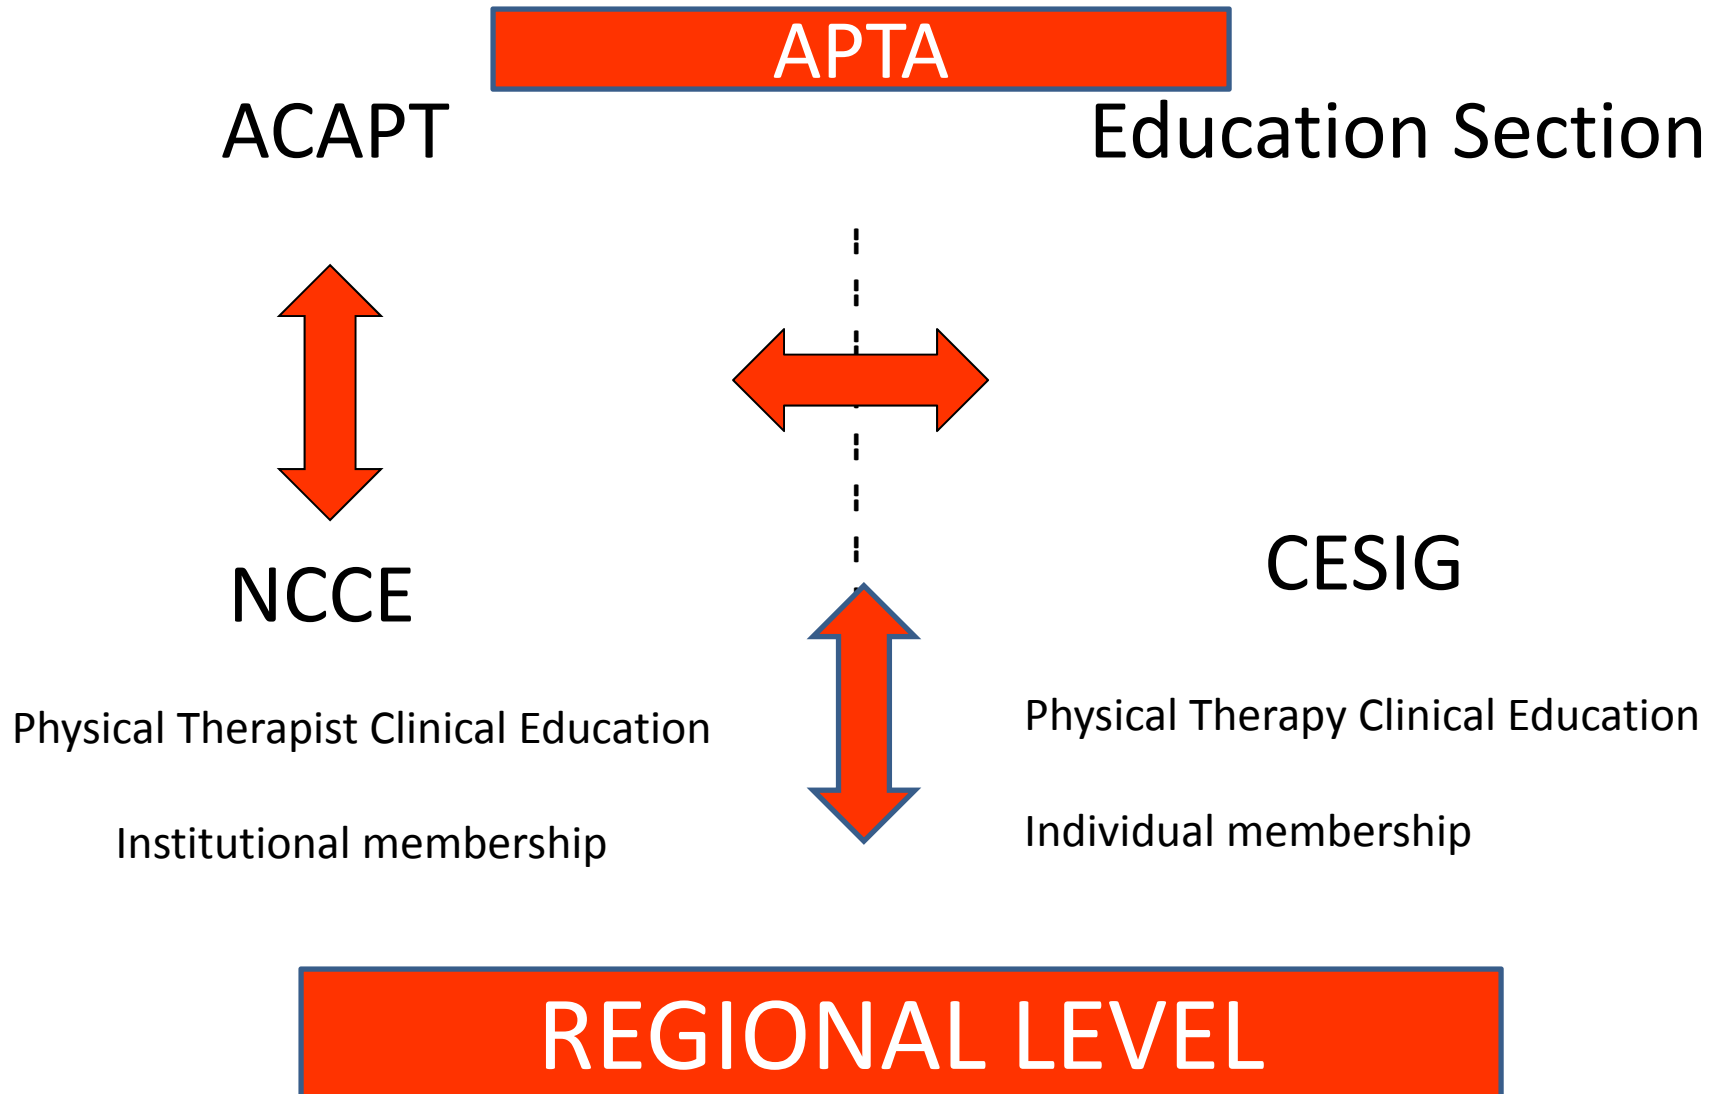 APTA
ACAPT
Education Section
NCCE
CESIG
Physical Therapist Clinical Education
Physical Therapy Clinical Education
Institutional membership
Individual membership
REGIONAL LEVEL